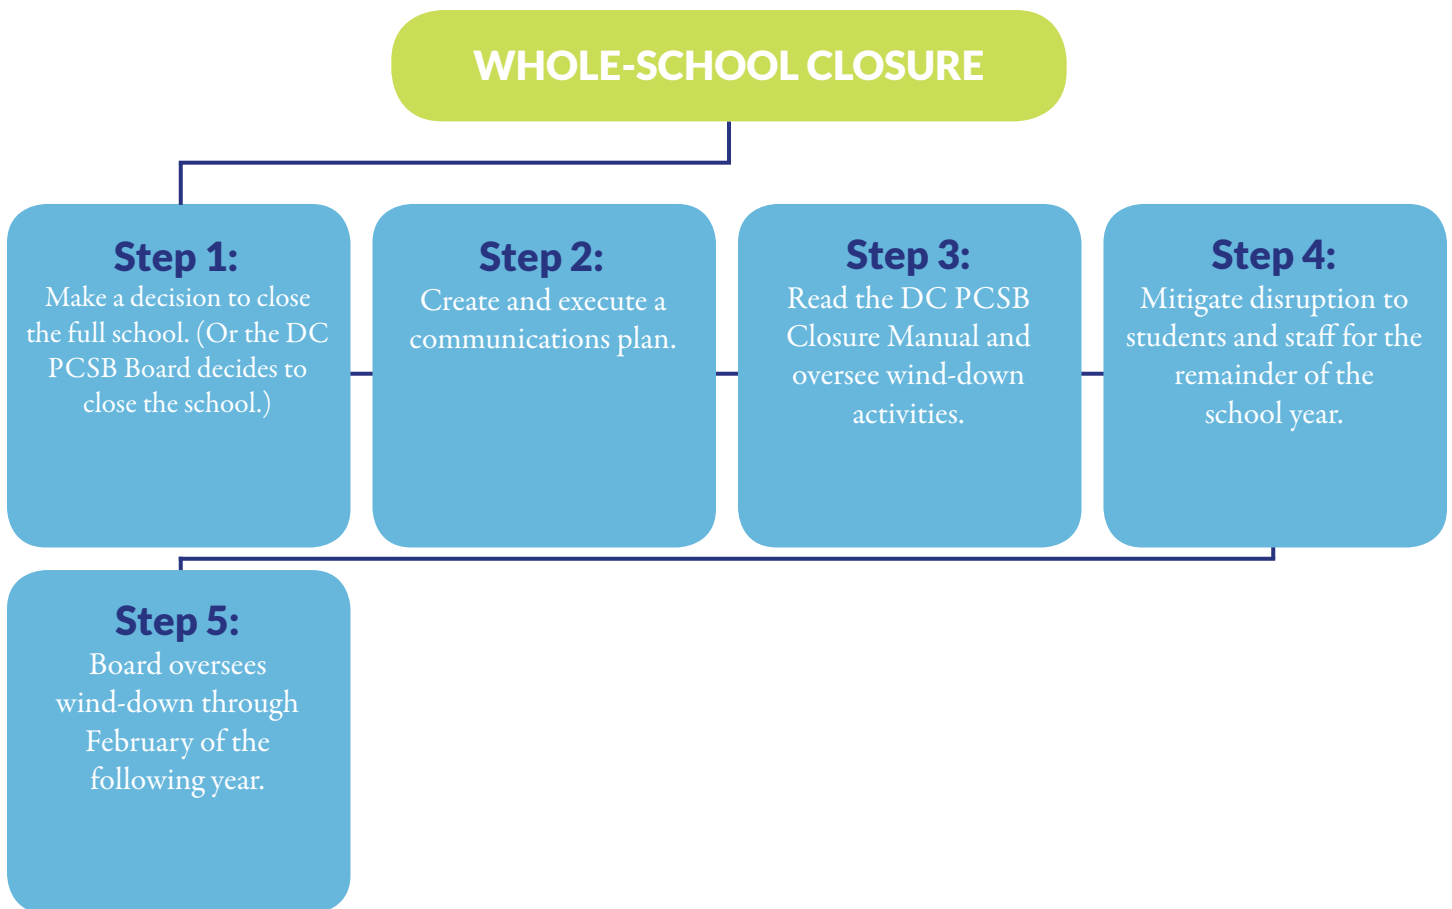 WHOLE-SCHOOL CLOSURE
Step 1:
Make a decision to close
the full school. (Or the DC
PCSB Board decides to
close the school.)
Step 2:
Create and execute a
communications plan.
Step 3:
Read the DC PCSB
Closure Manual and
oversee wind-down
activities.
Step 4:
Mitigate disruption to
students and staff for the
remainder of the
school year.
Step 5:
Board oversees
wind-down through
February of the
following year.